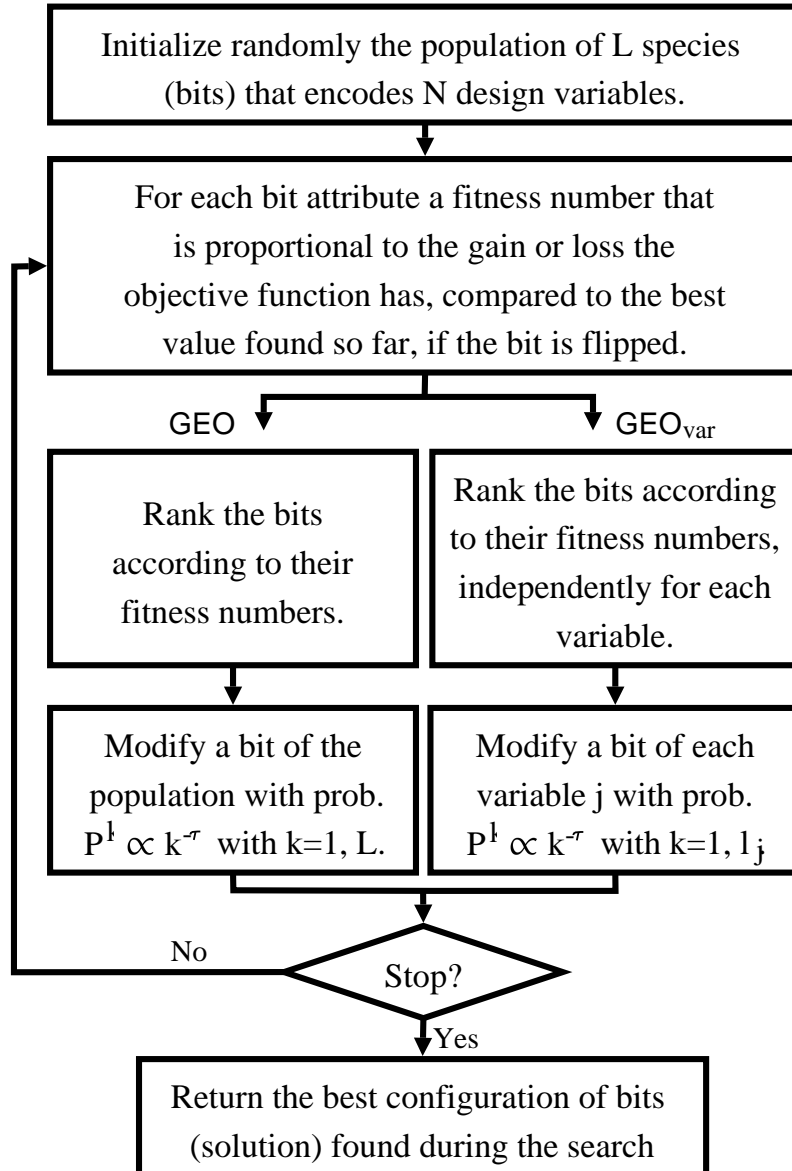 Initialize randomly the population of L species
(bits) that encodes N design variables.
For each bit attribute a fitness number that
is proportional to the gain or loss the
objective function has, compared to the best
value found so far, if the bit is flipped.
GEO
GEOvar
Rank the bits
according to their
fitness numbers.
Rank the bits according
to their fitness numbers,
independently for each
variable.
Modify a bit of the
population with prob.
P^k ∝ k^-τ with k=1, L.
Modify a bit of each
variable j with prob.
P^k ∝ k^-τ with k=1, l_j.
No
Stop?
Yes
Return the best configuration of bits
(solution) found during the search